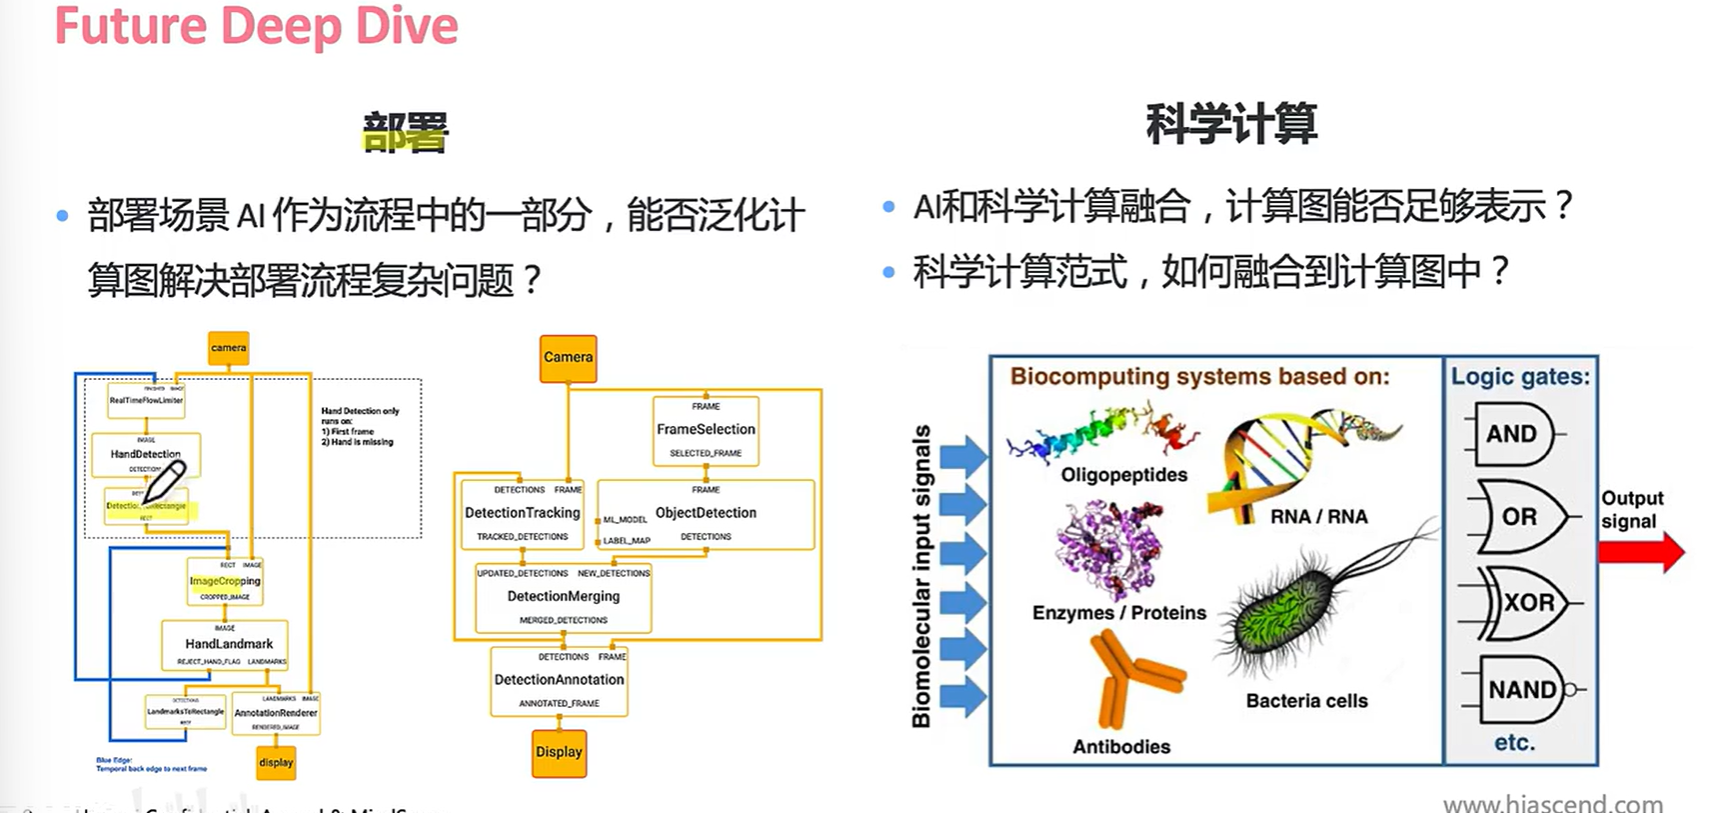 Future Deep Dive
部署
部署场景 AI 作为流程中的一部分，能否泛化计
算图解决部署流程复杂问题？
camera
IMAGE
RealTimeFlowLimiter
IMAGE
HandDetection
Hand Detection only
runs on:
1) First frame
2) Hand is missing
RECT
RECT IMAGE
ImageCropping
CROPPED_IMAGE
IMAGE
HandLandmark
REJECT_HAND_FLAG LANDMARKS
DETECTIONS
LandmarksToRectangle
RECT
LANDMARKS IMAGE
AnnotationRenderer
RENDERED_IMAGE
display
Blue Edge:
Temporal back edge to next frame
Camera
FRAME
FrameSelection
SELECTED_FRAME
DETECTIONS FRAME
DetectionTracking
TRACKED_DETECTIONS
FRAME
ML_MODEL
ObjectDetection
LABEL_MAP
DETECTIONS
UPDATED_DETECTIONS NEW_DETECTIONS
DetectionMerging
MERGED_DETECTIONS
DETECTIONS FRAME
DetectionAnnotation
ANNOTATED_FRAME
Display
科学计算
AI和科学计算融合，计算图能否足够表示？
科学计算范式，如何融合到计算图中？
Biomolecular input signals
Biocomputing systems based on:
Oligopeptides
RNA / RNA
Enzymes / Proteins
Bacteria cells
Antibodies
Logic gates:
AND
OR
XOR
NAND
etc.
Output
signal
www.hiascend.com